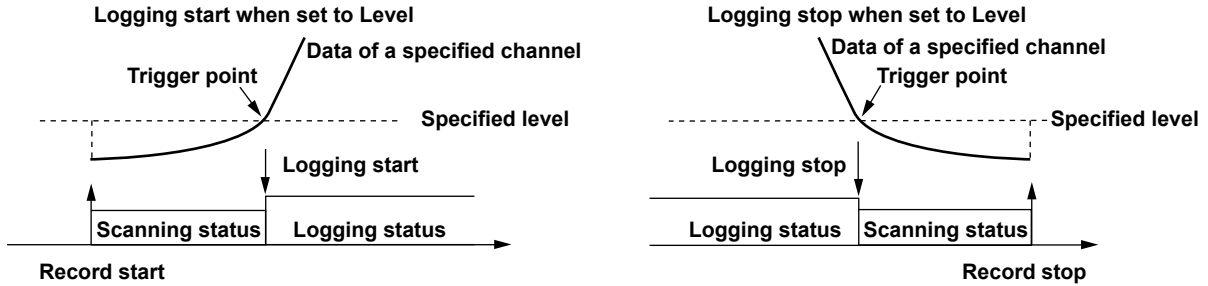 Logging start when set to Level
Data of a specified channel
Trigger point
Specified level
Logging start
Scanning status
Logging status
Record start
Logging stop when set to Level
Data of a specified channel
Trigger point
Specified level
Logging stop
Logging status
Scanning status
Record stop